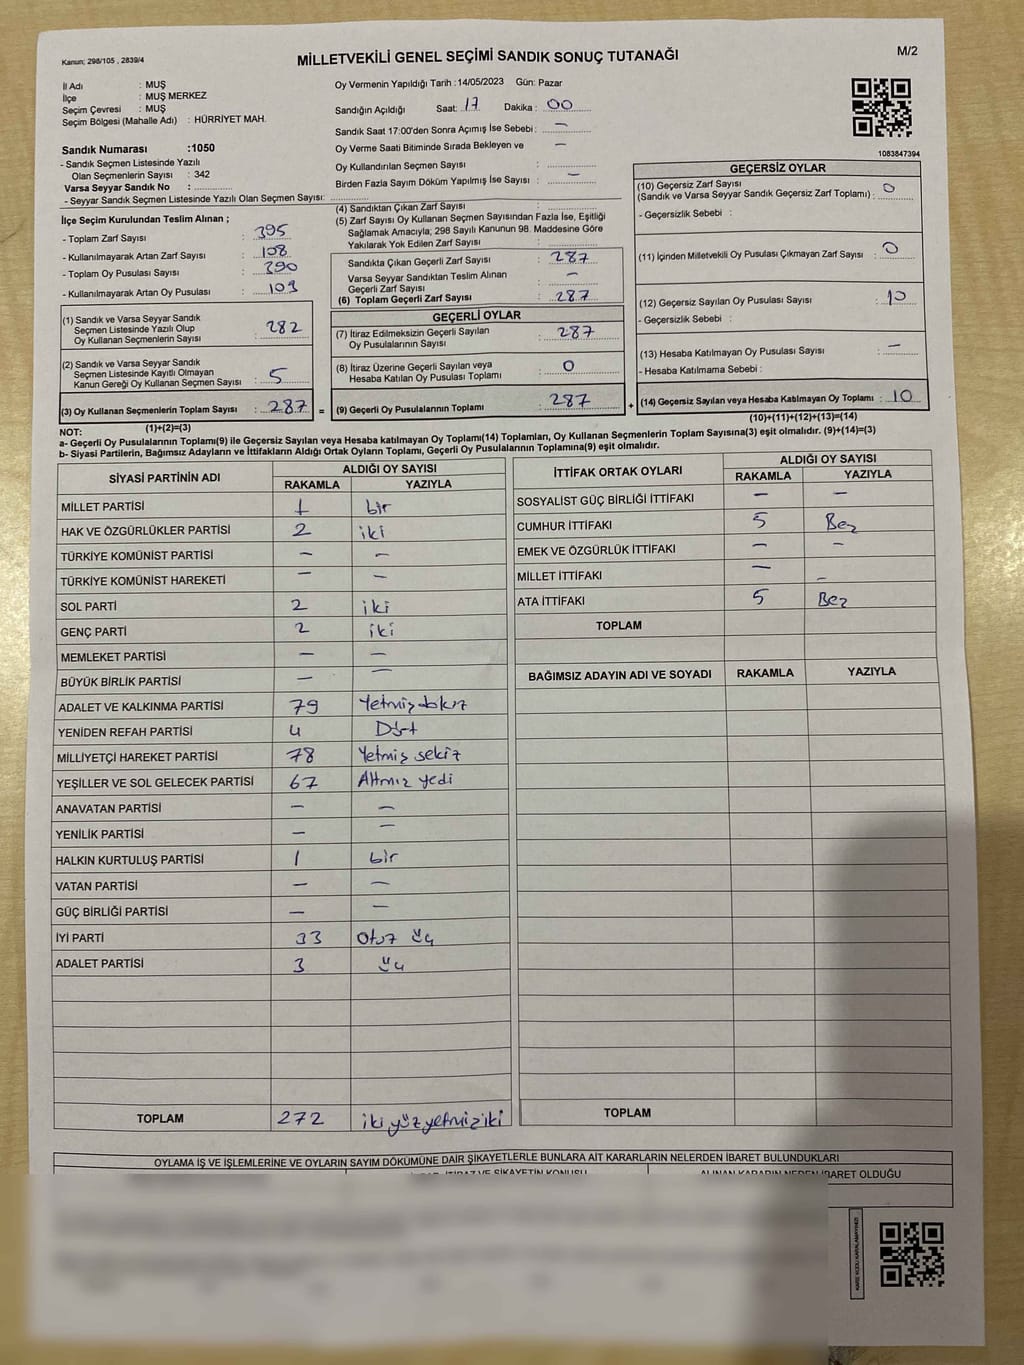 Kanun; 298/105 , 2839/4
MİLLETVEKİLİ GENEL SEÇİMİ SANDIK SONUÇ TUTANAĞI
M/2
İl Adı : MUŞ
İlçe : MUŞ MERKEZ
Seçim Çevresi : MUŞ
Seçim Bölgesi (Mahalle Adı) : HÜRRİYET MAH.
Sandık Numarası :1050
- Sandık Seçmen Listesinde Yazılı
Olan Seçmenlerin Sayısı : 342
Varsa Seyyar Sandık No :
- Seyyar Sandık Seçmen Listesinde Yazılı Olan Seçmen Sayısı:
Oy Vermenin Yapıldığı Tarih :14/05/2023 Gün: Pazar
Sandığın Açıldığı Saat: 17 Dakika : 00
Sandık Saat 17:00'den Sonra Açımış İse Sebebi : —
Oy Verme Saati Bitiminde Sırada Bekleyen ve —
Oy Kullandırılan Seçmen Sayısı :
Birden Fazla Sayım Döküm Yapılmış İse Sayısı : —
1083847394
İlçe Seçim Kurulundan Teslim Alınan ;
- Toplam Zarf Sayısı : 395
- Kullanılmayarak Artan Zarf Sayısı : 108
- Toplam Oy Pusulası Sayısı : 390
- Kullanılmayarak Artan Oy Pusulası : 103
(1) Sandık ve Varsa Seyyar Sandık
Seçmen Listesinde Yazılı Olup
Oy Kullanan Seçmenlerin Sayısı : 282
(2) Sandık ve Varsa Seyyar Sandık
Seçmen Listesinde Kayıtlı Olmayan
Kanun Gereği Oy Kullanan Seçmen Sayısı : 5
(3) Oy Kullanan Seçmenlerin Toplam Sayısı : 287 =
(1)+(2)=(3)
(4) Sandıktan Çıkan Zarf Sayısı :
(5) Zarf Sayısı Oy Kullanan Seçmen Sayısından Fazla İse, Eşitliği
Sağlamak Amacıyla; 298 Sayılı Kanunun 98. Maddesine Göre
Yakılarak Yok Edilen Zarf Sayısı :
Sandıkta Çıkan Geçerli Zarf Sayısı : 287
Varsa Seyyar Sandıktan Teslim Alınan —
Geçerli Zarf Sayısı :
(6) Toplam Geçerli Zarf Sayısı : 287
GEÇERLİ OYLAR
(7) İtiraz Edilmeksizin Geçerli Sayılan
Oy Pusulalarının Sayısı : 287
(8) İtiraz Üzerine Geçerli Sayılan veya
Hesaba Katılan Oy Pusulası Toplamı : 0
(9) Geçerli Oy Pusulalarının Toplamı : 287 +
GEÇERSİZ OYLAR
(10) Geçersiz Zarf Sayısı
(Sandık ve Varsa Seyyar Sandık Geçersiz Zarf Toplamı) : 0
- Geçersizlik Sebebi :
(11) İçinden Milletvekili Oy Pusulası Çıkmayan Zarf Sayısı : 0
(12) Geçersiz Sayılan Oy Pusulası Sayısı : 10
- Geçersizlik Sebebi :
(13) Hesaba Katılmayan Oy Pusulası Sayısı : —
- Hesaba Katılmama Sebebi :
(14) Geçersiz Sayılan veya Hesaba Katılmayan Oy Toplamı : 10
(10)+(11)+(12)+(13)=(14)
NOT:
a- Geçerli Oy Pusulalarının Toplamı(9) ile Geçersiz Sayılan veya Hesaba katılmayan Oy Toplamı(14) Toplamları, Oy Kullanan Seçmenlerin Toplam Sayısına(3) eşit olmalıdır. (9)+(14)=(3)
b- Siyasi Partilerin, Bağımsız Adayların ve İttifakların Aldığı Ortak Oyların Toplamı, Geçerli Oy Pusulalarının Toplamına(9) eşit olmalıdır.
SİYASİ PARTİNİN ADI ALDIĞI OY SAYISI
RAKAMLA YAZIYLA
MİLLET PARTİSİ 1 bir
HAK VE ÖZGÜRLÜKLER PARTİSİ 2 iki
TÜRKİYE KOMÜNİST PARTİSİ — —
TÜRKİYE KOMÜNİST HAREKETİ — —
SOL PARTİ 2 iki
GENÇ PARTİ 2 iki
MEMLEKET PARTİSİ — —
BÜYÜK BİRLİK PARTİSİ — —
ADALET VE KALKINMA PARTİSİ 79
YENİDEN REFAH PARTİSİ 4 Dört
MİLLİYETÇİ HAREKET PARTİSİ 78 Yetmiş sekiz
YEŞİLLER VE SOL GELECEK PARTİSİ 67 Altmız yedi
ANAVATAN PARTİSİ — —
YENİLİK PARTİSİ — —
HALKIN KURTULUŞ PARTİSİ 1 bir
VATAN PARTİSİ — —
GÜÇ BİRLİĞİ PARTİSİ — —
İYİ PARTİ 33 Otuz üç
ADALET PARTİSİ 3 üç
TOPLAM 272 iki yüz yetmiz iki
İTTİFAK ORTAK OYLARI ALDIĞI OY SAYISI
RAKAMLA YAZIYLA
SOSYALİST GÜÇ BİRLİĞİ İTTİFAKI — —
CUMHUR İTTİFAKI 5 Bez
EMEK VE ÖZGÜRLÜK İTTİFAKI — —
MİLLET İTTİFAKI — —
ATA İTTİFAKI 5 Bez
TOPLAM
BAĞIMSIZ ADAYIN ADI VE SOYADI RAKAMLA YAZIYLA
TOPLAM
OYLAMA İŞ VE İŞLEMLERİNE VE OYLARIN SAYIM DÖKÜMÜNE DAİR ŞİKAYETLERLE BUNLARA AİT KARARLARIN NELERDEN İBARET BULUNDUKLARI
İTİRAZ VE ŞİKAYETİN KONUSU ALINAN KARARIN NEDEN İBARET OLDUĞU
KARE KODU KARALAMAYINIZ!